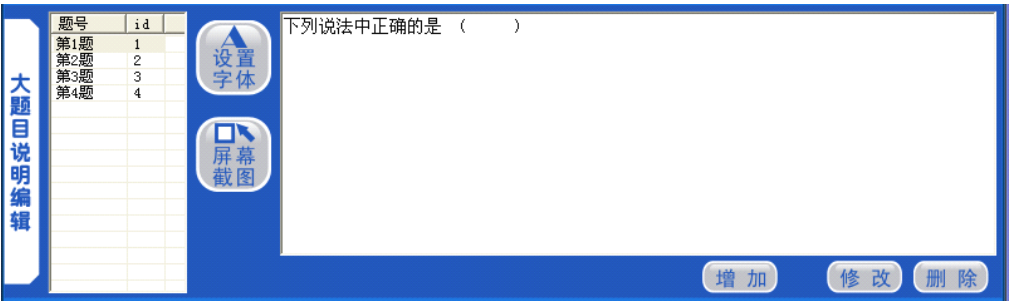 大题目说明编辑
题号 id
第1题 1
第2题 2
第3题 3
第4题 4
设置
字体
屏幕
截图
下列说法中正确的是 （ ）
增 加
修 改
删 除